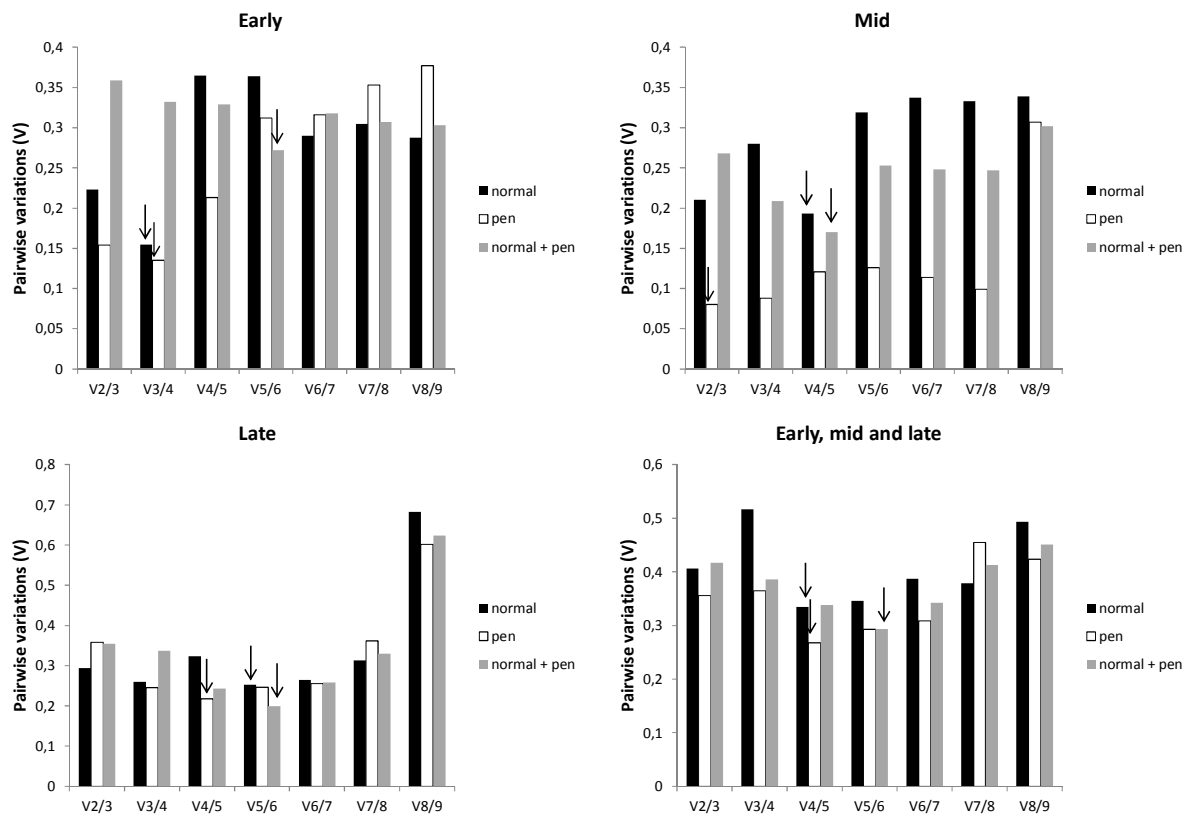 Early
Pairwise variations (V)
0,4
0,35
0,3
0,25
0,2
0,15
0,1
0,05
0
V2/3 V3/4 V4/5 V5/6 V6/7 V7/8 V8/9
normal
pen
normal + pen
Mid
Pairwise variations (V)
0,4
0,35
0,3
0,25
0,2
0,15
0,1
0,05
0
V2/3 V3/4 V4/5 V5/6 V6/7 V7/8 V8/9
normal
pen
normal + pen
Late
Pairwise variations (V)
0,8
0,7
0,6
0,5
0,4
0,3
0,2
0,1
0
V2/3 V3/4 V4/5 V5/6 V6/7 V7/8 V8/9
normal
pen
normal + pen
Early, mid and late
Pairwise variations (V)
0,6
0,5
0,4
0,3
0,2
0,1
0
V2/3 V3/4 V4/5 V5/6 V6/7 V7/8 V8/9
normal
pen
normal + pen